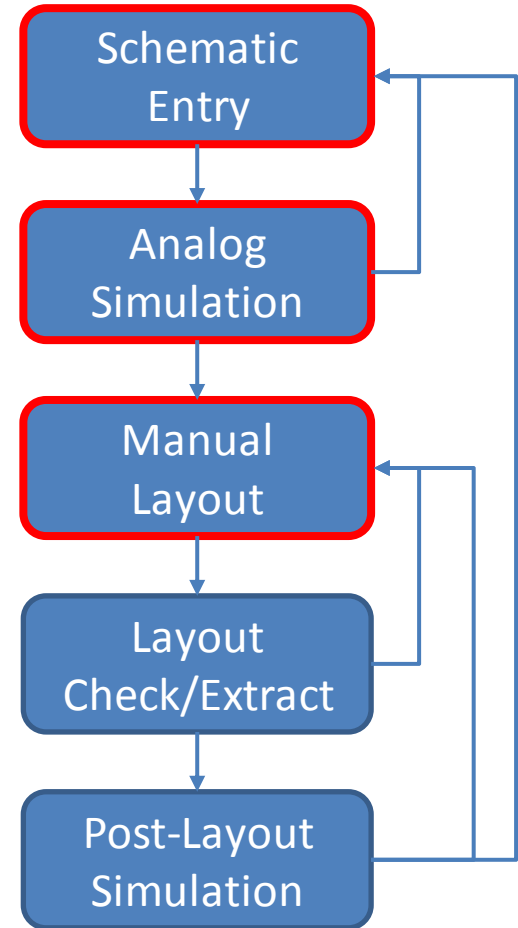 Schematic
Entry
Analog
Simulation
Manual
Layout
Layout
Check/Extract
Post-Layout
Simulation